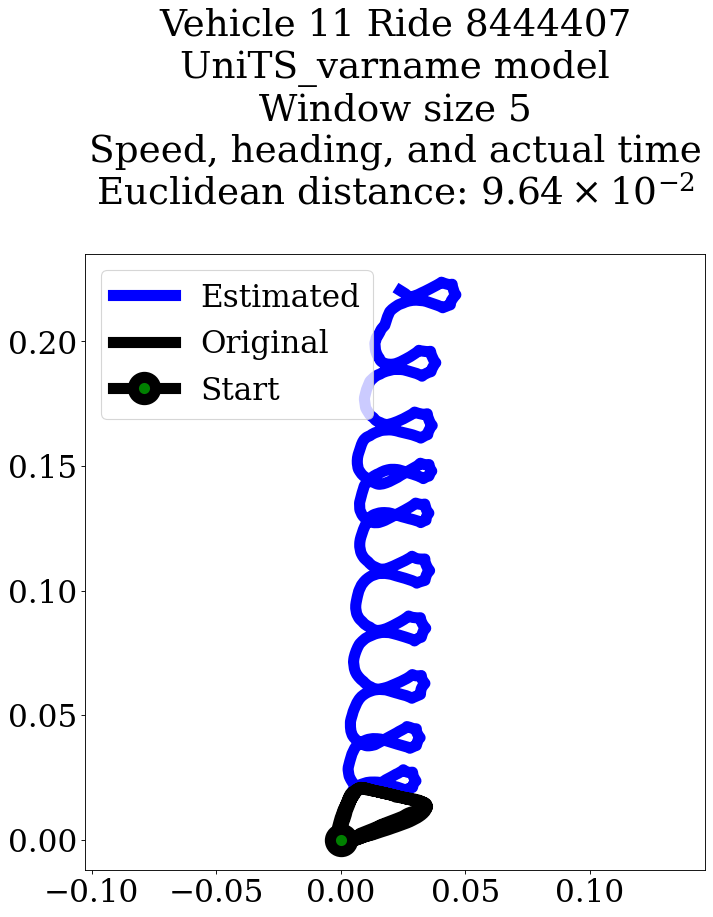 Vehicle 11 Ride 8444407
UniTS_varname model
Window size 5
Speed, heading, and actual time
Euclidean distance: 9.64 × 10⁻²
Estimated
Original
Start
0.20
0.15
0.10
0.05
0.00
−0.10 −0.05 0.00 0.05 0.10